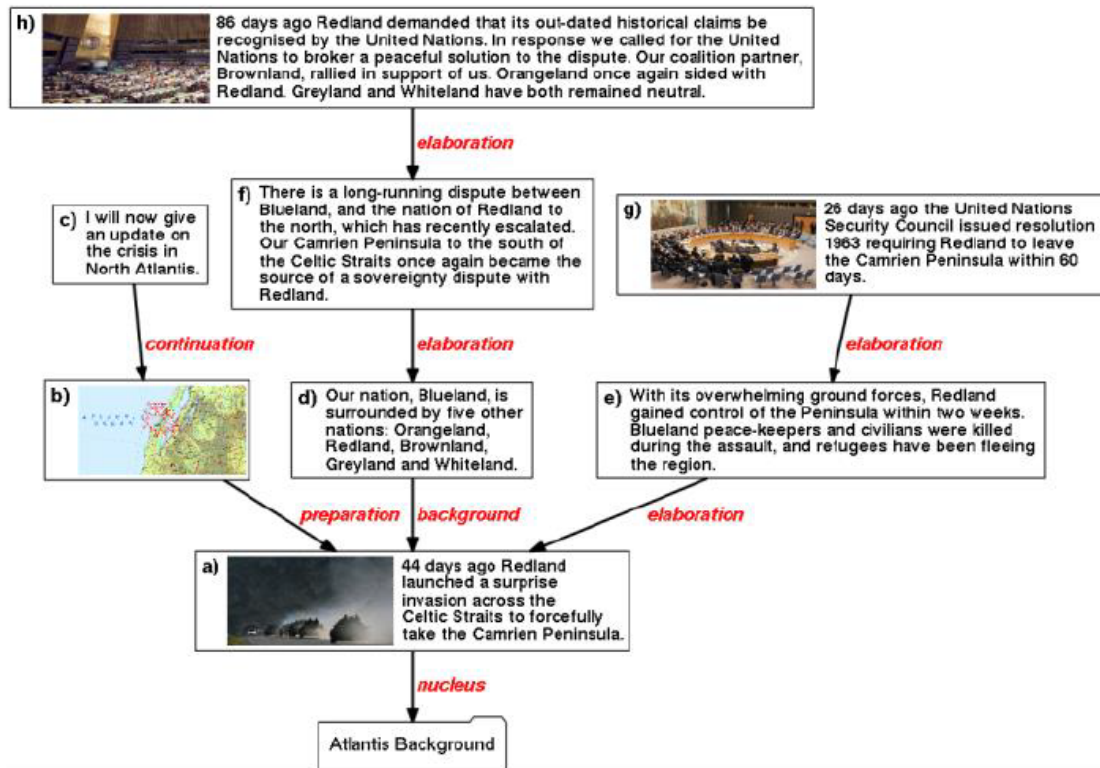 h)
86 days ago Redland demanded that its out-dated historical claims be
recognised by the United Nations. In response we called for the United
Nations to broker a peaceful solution to the dispute. Our coalition partner,
Brownland, rallied in support of us. Orangeland once again sided with
Redland. Greyland and Whiteland have both remained neutral.
elaboration
c)
I will now give
an update on
the crisis in
North Atlantis.
f)
There is a long-running dispute between
Blueland, and the nation of Redland to
the north, which has recently escalated.
Our Camrien Peninsula to the south of
the Celtic Straits once again became the
source of a sovereignty dispute with
Redland.
g)
26 days ago the United Nations
Security Council issued resolution
1963 requiring Redland to leave
the Camrien Peninsula within 60
days.
continuation
elaboration
elaboration
b)
d)
Our nation, Blueland, is
surrounded by five other
nations: Orangeland,
Redland, Brownland,
Greyland and Whiteland.
e)
With its overwhelming ground forces, Redland
gained control of the Peninsula within two weeks.
Blueland peace-keepers and civilians were killed
during the assault, and refugees have been fleeing
the region.
preparation
background
elaboration
a)
44 days ago Redland
launched a surprise
invasion across the
Celtic Straits to forcefully
take the Camrien Peninsula.
nucleus
Atlantis Background